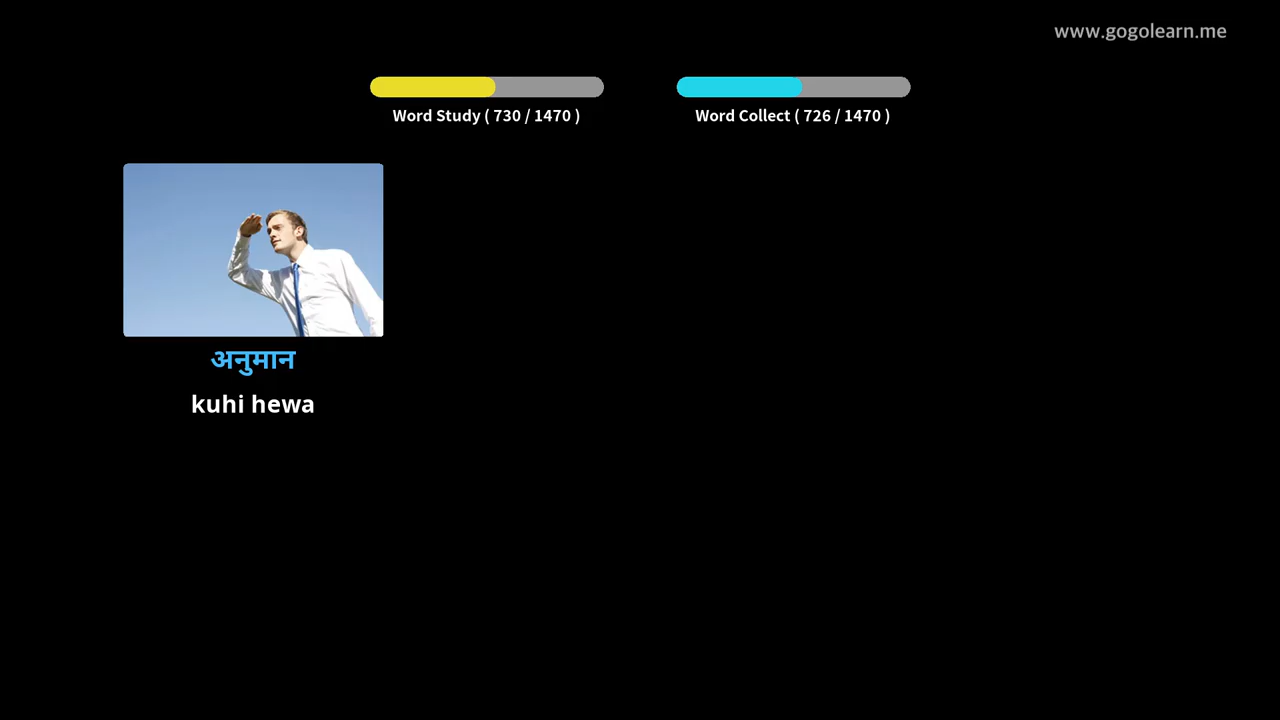 www.gogolearn.me
Word Study ( 730 / 1470 )
Word Collect ( 726 / 1470 )
अनुमान
kuhi hewa